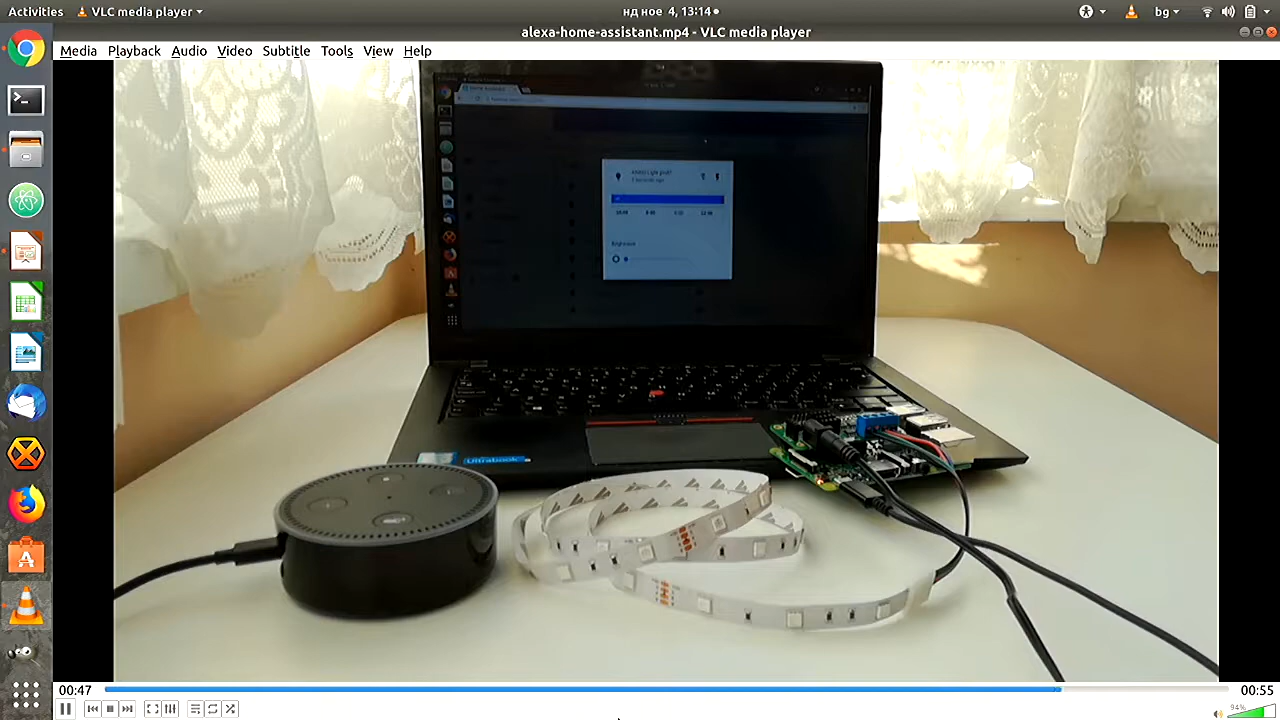 Activities VLC media player нд ное 4, 13:14 bg
alexa-home-assistant.mp4 - VLC media player
Media Playback Audio Video Subtitle Tools View Help
Brightness
Ultrabook
00:47 00:55
94%